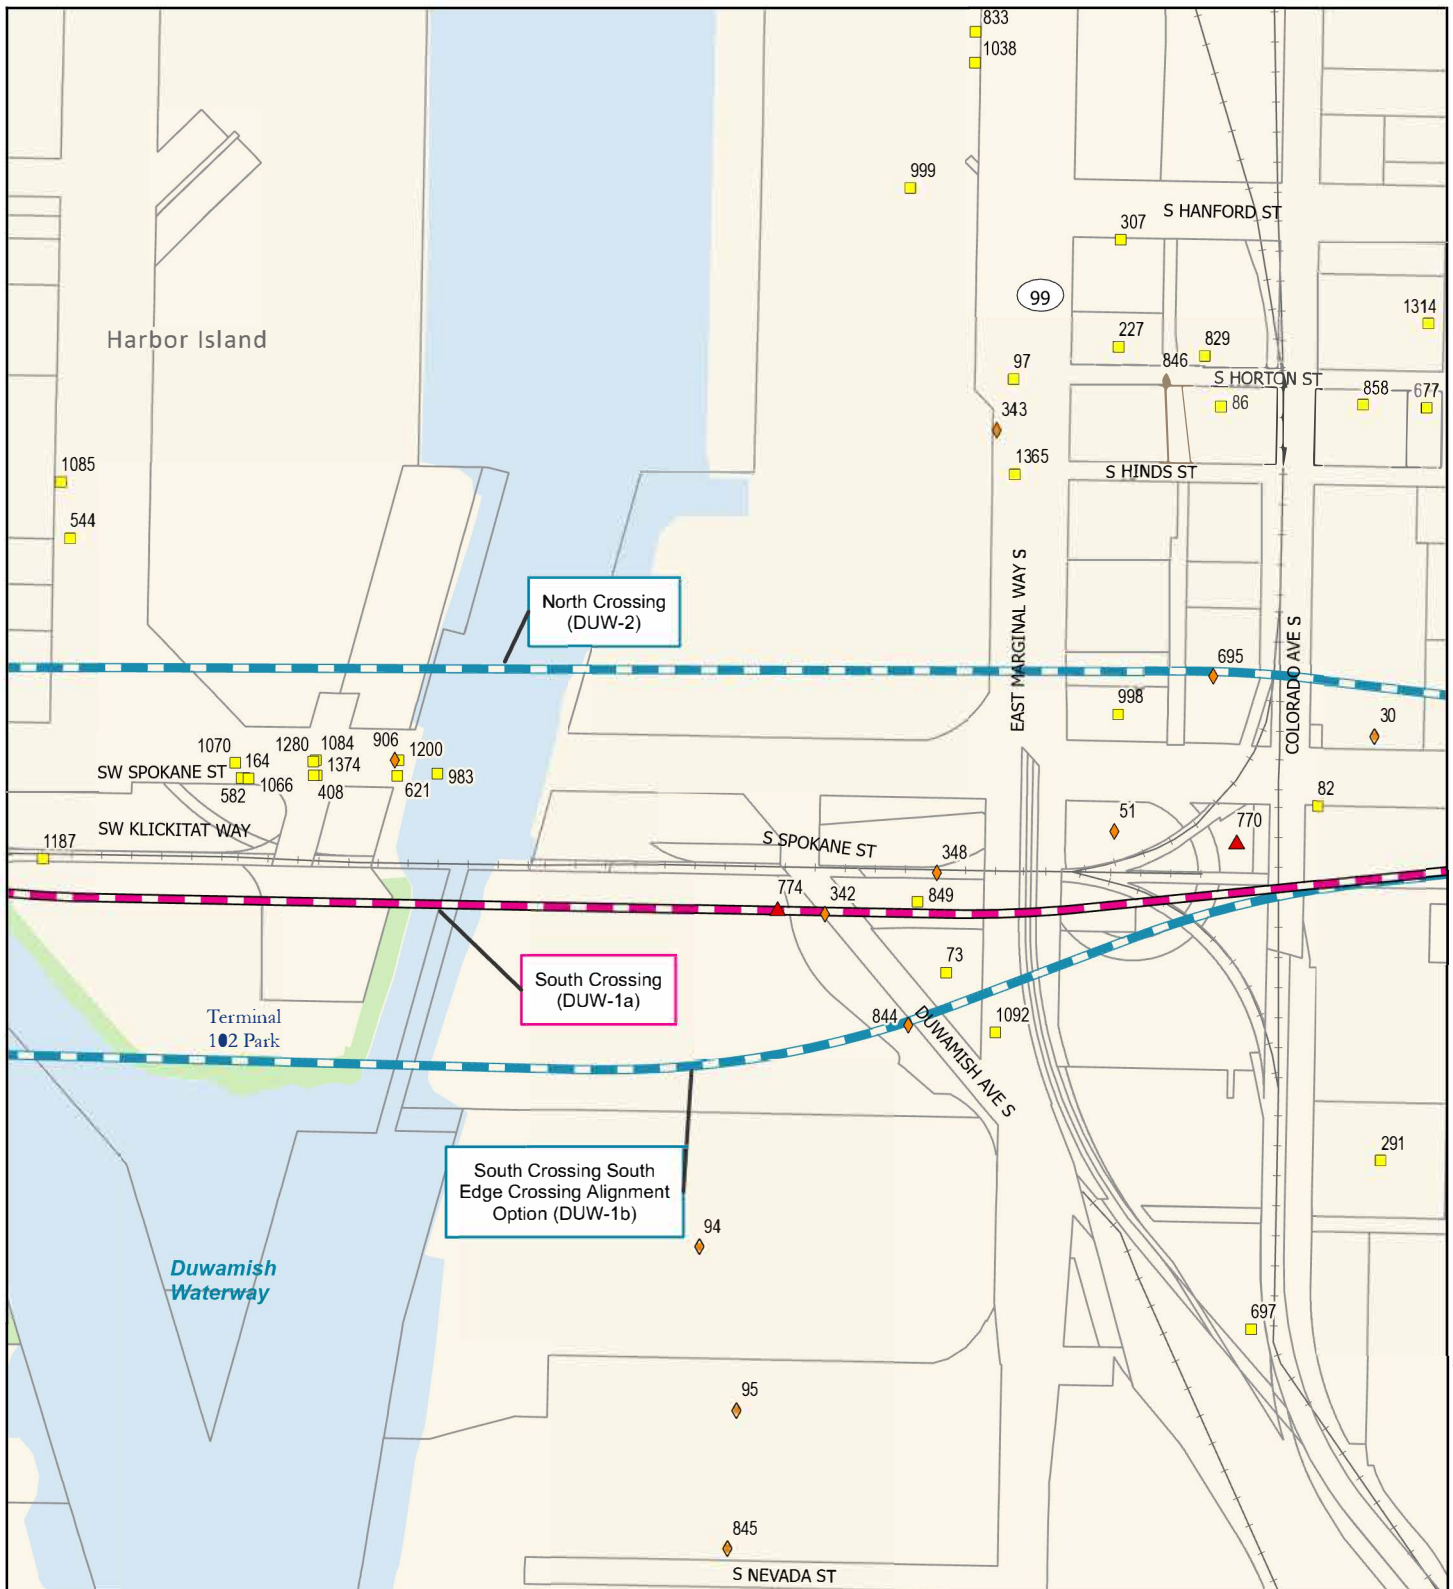 833
1038
999
S HANFORD ST
307
99
1314
Harbor Island
227
829
846
97
S HORTON ST
858
677
86
343
1365
S HINDS ST
1085
544
EAST MARGINAL WAY S
North Crossing
(DUW-2)
COLORADO AVE S
695
998
30
1070
164
1280
1084
906
1200
SW SPOKANE ST
1374
983
582
1066
408
621
82
SW KLICKITAT WAY
S SPOKANE ST
51
770
1187
348
774
342
849
73
South Crossing
(DUW-1a)
Terminal
102 Park
844
DUWAMISH AVE S
1092
291
South Crossing South
Edge Crossing Alignment
Option (DUW-1b)
94
Duwamish
Waterway
697
95
845
S NEVADA ST